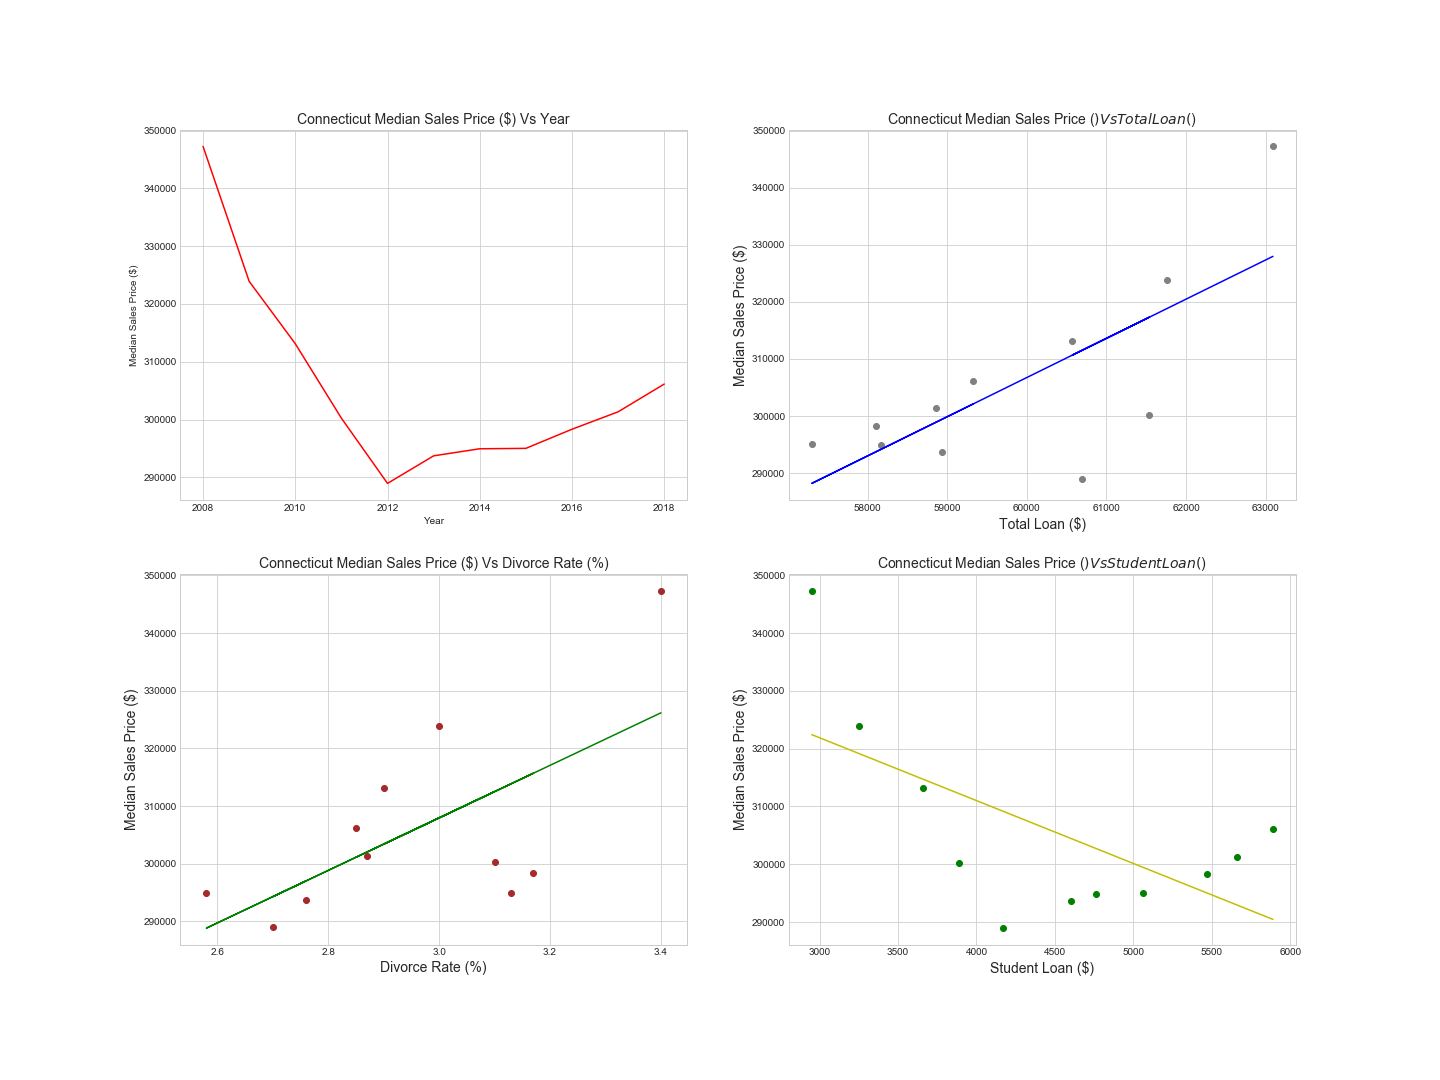 Connecticut Median Sales Price ($) Vs Year
350000
340000
330000
320000
310000
300000
290000
Median Sales Price ($)
2008 2010 2012 2014 2016 2018
Year
Connecticut Median Sales Price ()VsTotalLoan()
350000
340000
330000
320000
310000
300000
290000
Median Sales Price ($)
58000 59000 60000 61000 62000 63000
Total Loan ($)
Connecticut Median Sales Price ($) Vs Divorce Rate (%)
350000
340000
330000
320000
310000
300000
290000
Median Sales Price ($)
2.6 2.8 3.0 3.2 3.4
Divorce Rate (%)
Connecticut Median Sales Price ()VsStudentLoan()
350000
340000
330000
320000
310000
300000
290000
Median Sales Price ($)
3000 3500 4000 4500 5000 5500 6000
Student Loan ($)